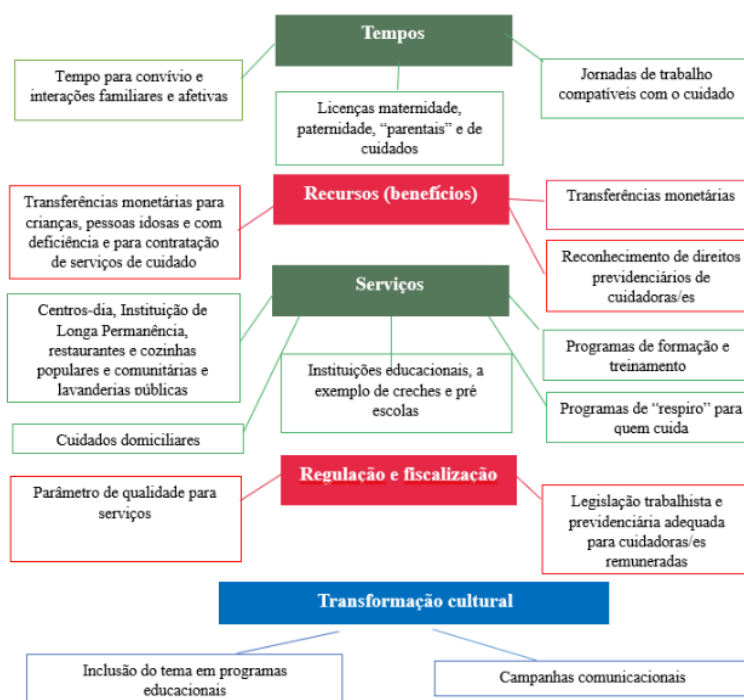 Tempos
Tempo para convívio e
interações familiares e afetivas
Licenças maternidade,
paternidade, “parentais” e de
cuidados
Jornadas de trabalho
compatíveis com o cuidado
Recursos (benefícios)
Transferências monetárias para
crianças, pessoas idosas e com
deficiência e para contratação
de serviços de cuidado
Transferências monetárias
Reconhecimento de direitos
previdenciários de
cuidadoras/es
Serviços
Centros-dia, Instituição de
Longa Permanência,
restaurantes e cozinhas
populares e comunitárias e
lavanderias públicas
Instituições educacionais, a
exemplo de creches e pré
escolas
Programas de formação e
treinamento
Cuidados domiciliares
Programas de “respiro” para
quem cuida
Regulação e fiscalização
Parâmetro de qualidade para
serviços
Legislação trabalhista e
previdenciária adequada
para cuidadoras/es
remuneradas
Transformação cultural
Inclusão do tema em programas
educacionais
Campanhas comunicacionais